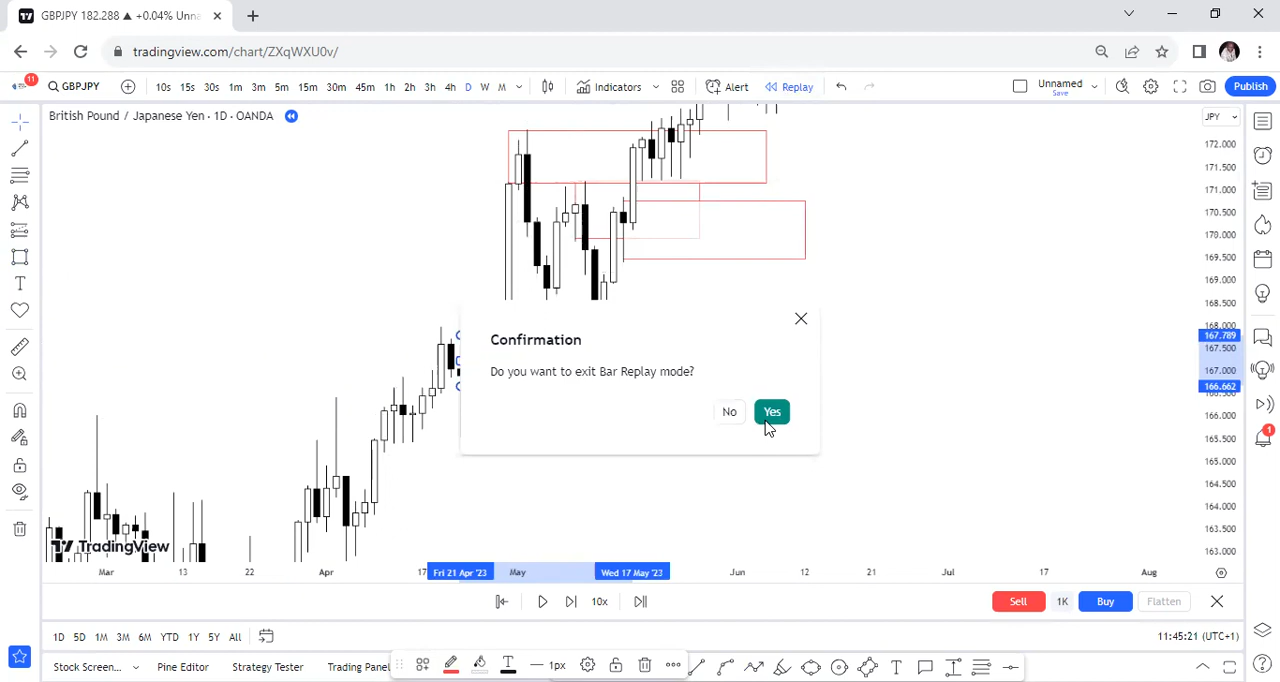 GBPJPY 182.288 ▲ +0.04% Unna
tradingview.com/chart/ZXqWXU0v/
11
GBPJPY
10s 15s 30s 1m 3m 5m 15m 30m 45m 1h 2h 3h 4h D W M
Indicators
Alert
Replay
Unnamed
Save
Publish
British Pound / Japanese Yen · 1D · OANDA
JPY
172.000
171.500
171.000
170.500
170.000
169.500
169.000
168.500
168.000
167.789
167.500
167.000
166.662
166.000
165.500
165.000
164.500
164.000
163.500
163.000
Confirmation
Do you want to exit Bar Replay mode?
No
Yes
1
TradingView
Mar 13 22 Apr 17 Fri 21 Apr '23 May Wed 17 May '23 Jun 12 21 Jul 17 Aug
10x
Sell 1K Buy Flatten
1D 5D 1M 3M 6M YTD 1Y 5Y All
11:45:21 (UTC+1)
Stock Screen... Pine Editor Strategy Tester Trading Panel
1px